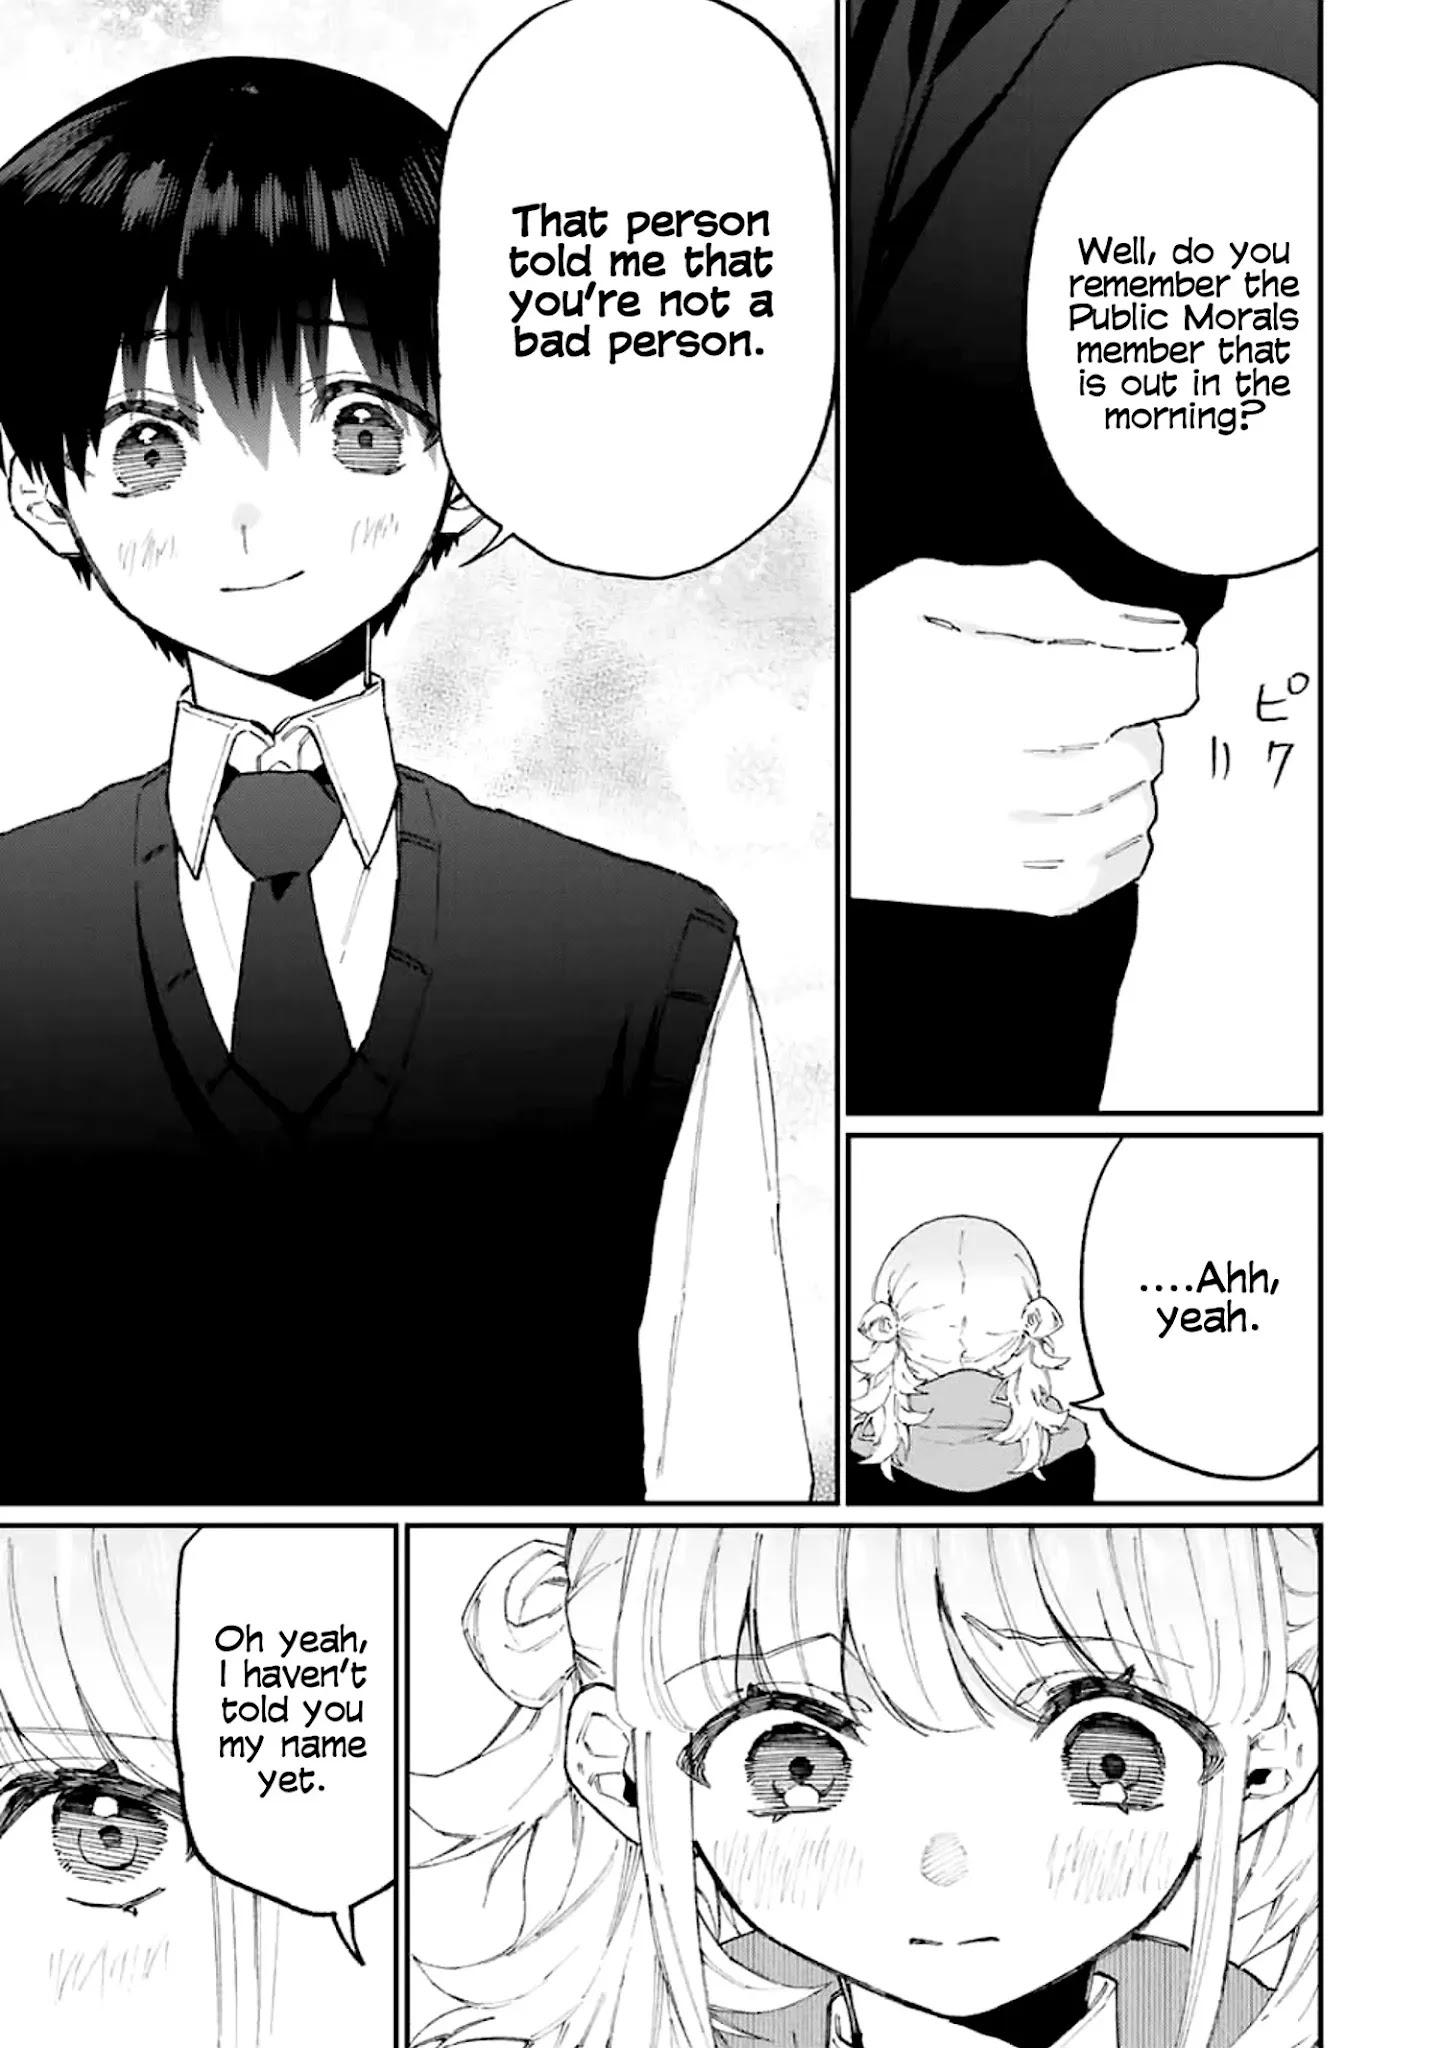 Well, do you
remember the
Public Morals
member that
is out in the
morning?
ピクッ
....Ahh,
yeah.
That person
told me that
you're not a
bad person.
Oh yeah,
I haven't
told you
my name
yet.